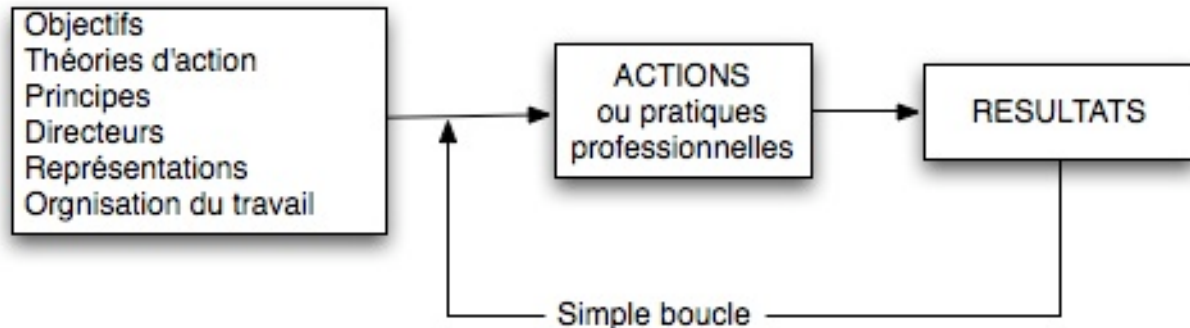 Objectifs
Théories d'action
Principes
Directeurs
Représentations
Orgnisation du travail
ACTIONS
ou pratiques
professionnelles
RESULTATS
Simple boucle